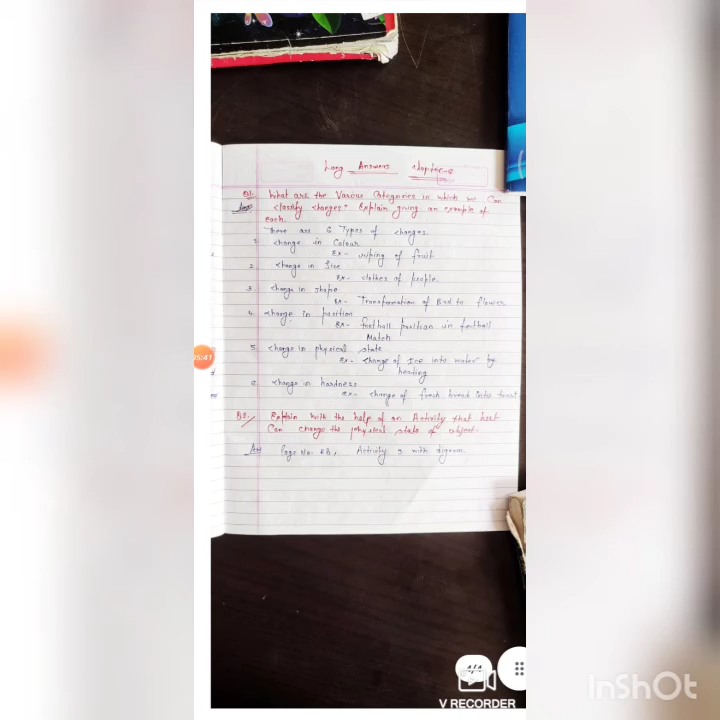 Long Answers Chapter-6
Q1. What are the Various Categories in which we Can
Ans classify changes? Explain giving an example of
each.
There are 6 Types of changes.
1. change in Colour
Ex- riping of fruit
2. change in Size
Ex- clothes of people.
3. change in shape
Ex- Transformation of Bud to flower
4. change in position
Ex- football position in football
Match
5. change in physical state
Ex- change of Ice into water by
heating
6. change in hardness
Ex- change of fresh bread into toast
Q2. Explain with the help of an Activity that heat
Can change the physical state of object.
Ans Page No. Activity 2 with digram.
05:47
V RECORDER
InShOt